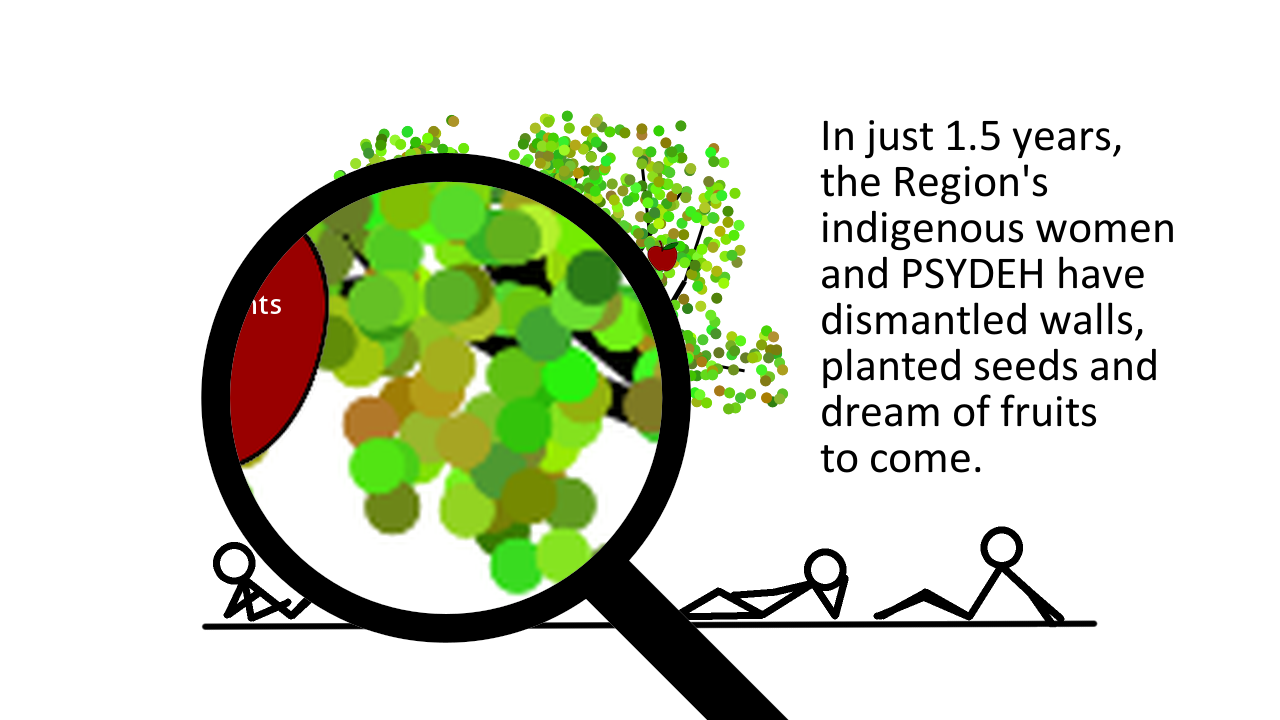 In just 1.5 years,
the Region's
indigenous women
and PSYDEH have
dismantled walls,
planted seeds and
dream of fruits
to come.